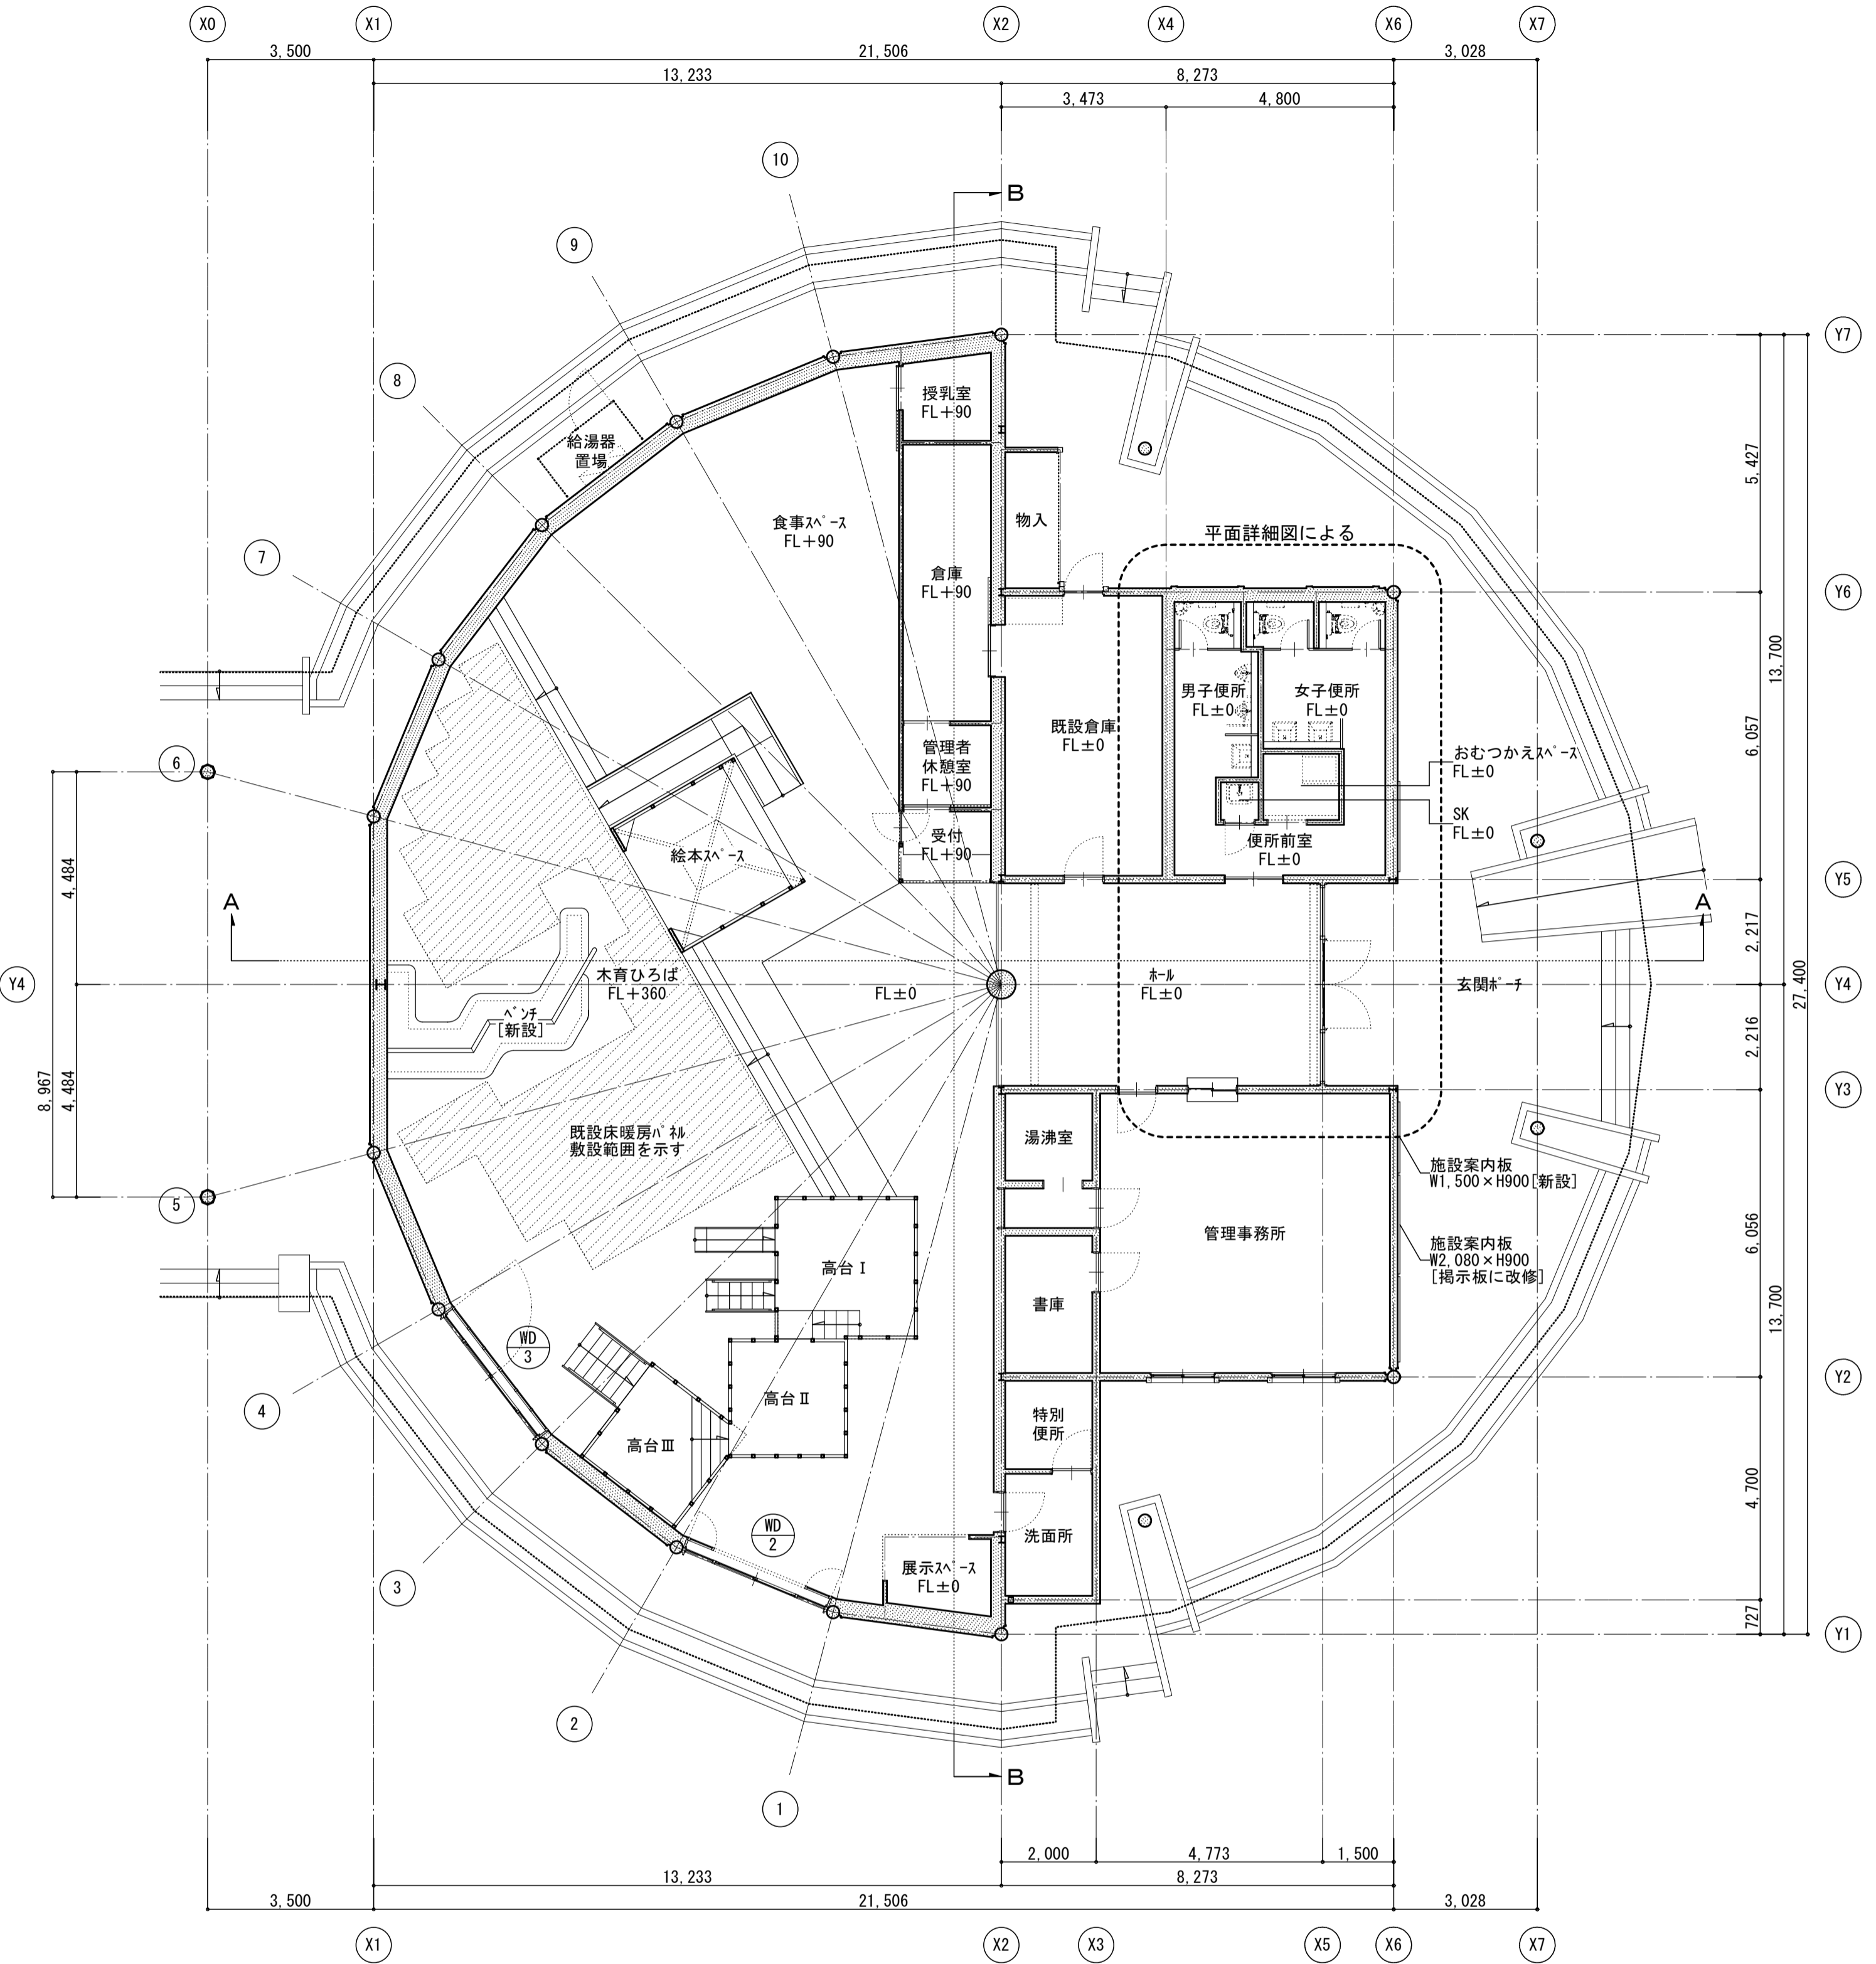 X0
X1
X2
X4
X6
X7
3,500
21,506
3,028
13,233
8,273
3,473
4,800
10
B
9
8
7
6
5
4
3
2
1
Y7
Y6
Y5
Y4
Y3
Y2
Y1
5,427
6,057
2,217
2,216
6,056
4,700
727
13,700
13,700
27,400
授乳室
FL+90
給湯器
置場
食事スペース
FL+90
物入
平面詳細図による
倉庫
FL+90
男子便所
FL±0
女子便所
FL±0
既設倉庫
FL±0
管理者
休憩室
FL+90
おむつかえスペース
FL±0
SK
FL±0
受付
FL+90
便所前室
FL±0
絵本スペース
4,484
4,484
8,967
Y4
A
A
木育ひろば
FL+360
FL±0
ホール
FL±0
玄関ポーチ
ベンチ
[新設]
既設床暖房パネル
敷設範囲を示す
湯沸室
施設案内板
W1,500×H900[新設]
管理事務所
施設案内板
W2,080×H900
[掲示板に改修]
高台Ⅰ
書庫
WD
3
高台Ⅱ
特別
便所
高台Ⅲ
WD
2
洗面所
展示スペース
FL±0
B
2,000
4,773
1,500
13,233
8,273
3,500
21,506
3,028
X1
X2
X3
X5
X6
X7